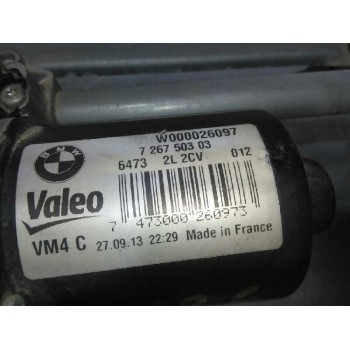 W000026097
7 267 503 03
6473 2L 2CV 012
BMW
Valeo
7 473000 260973
VM4 C 27.09.13 22:29 Made in France